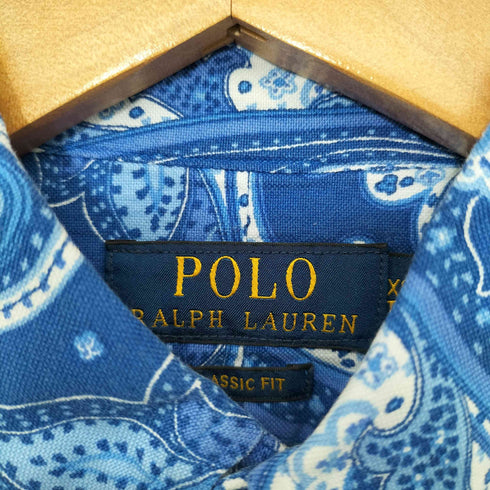 POLO
RALPH LAUREN
ASSIC FIT
X